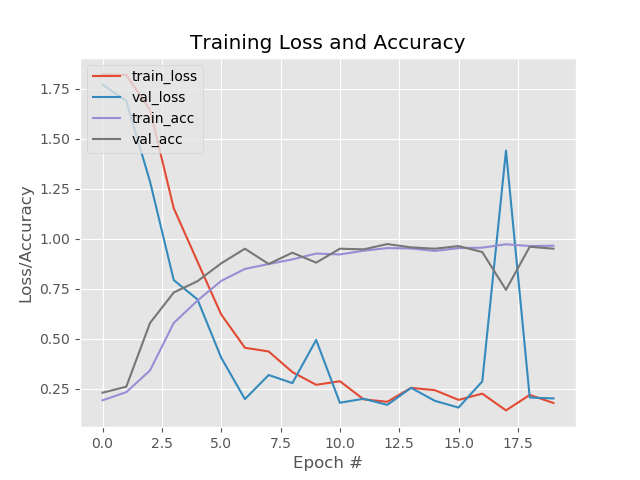 Training Loss and Accuracy
train_loss
val_loss
train_acc
val_acc
1.75
1.50
1.25
1.00
0.75
0.50
0.25
Loss/Accuracy
0.0 2.5 5.0 7.5 10.0 12.5 15.0 17.5
Epoch #